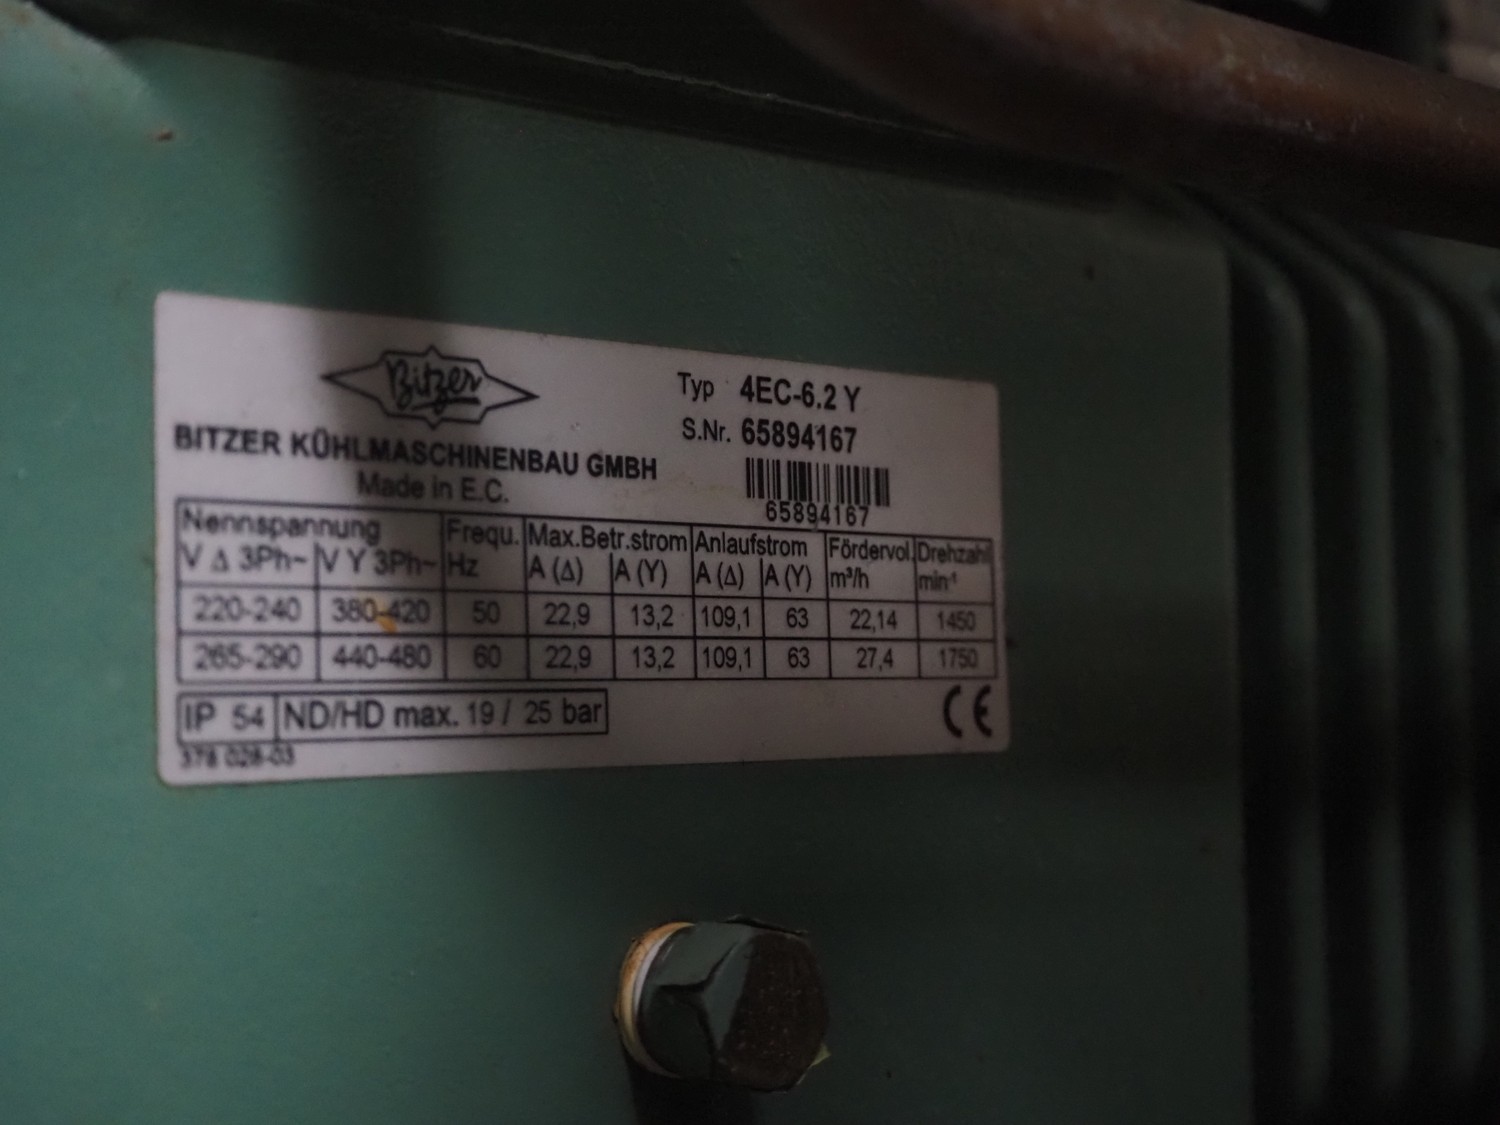 Bitzer
Typ 4EC-6.2 Y
S.Nr. 65894167
BITZER KÜHLMASCHINENBAU GMBH
Made in E.C.
65894167
Nennspannung Frequ. Max.Betr.strom Anlaufstrom Fördervol. Drehzahl
V Δ 3Ph~ V Y 3Ph~ Hz A (Δ) A (Y) A (Δ) A (Y) m³/h min-¹
220-240 380-420 50 22,9 13,2 109,1 63 22,14 1450
265-290 440-480 60 22,9 13,2 109,1 63 27,4 1750
IP 54 ND/HD max. 19 / 25 bar
CE
378 028-03